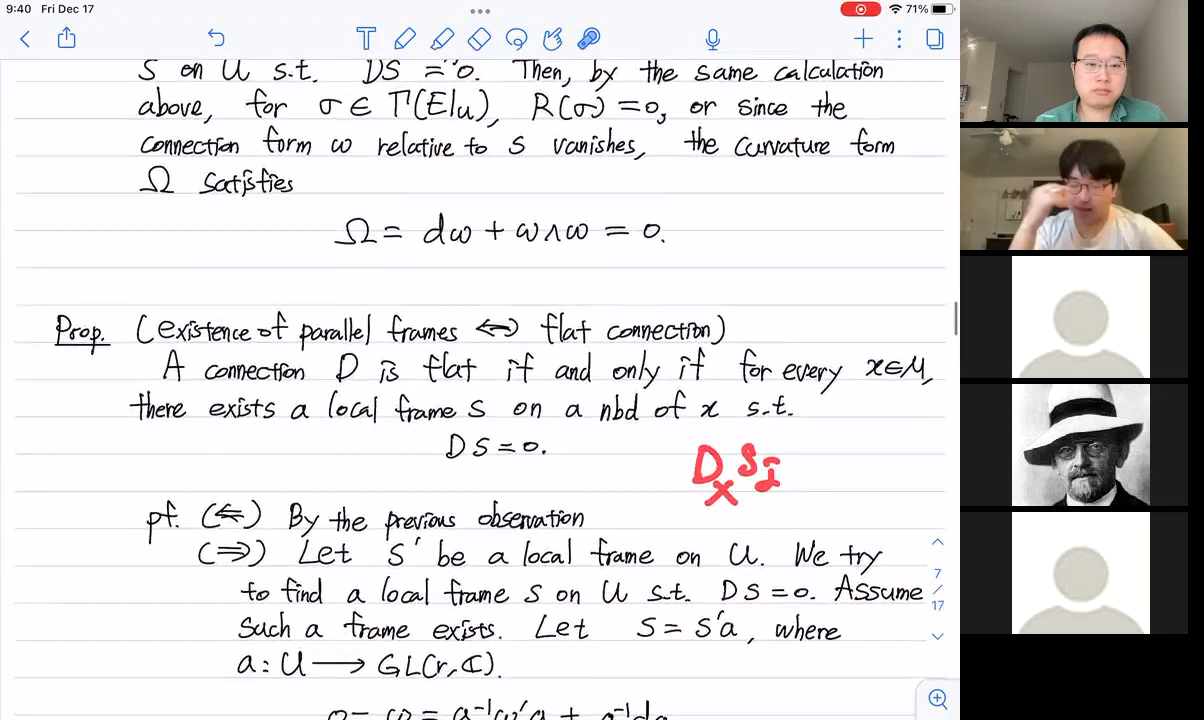 9:40 Fri Dec 17
71%
S on U s.t. DS = 0. Then, by the same calculation
above, for σ ∈ Γ(E|u), R(σ) = 0, or since the
connection form ω relative to s vanishes, the curvature form
Ω satisfies
Ω = dω + ω∧ω = 0.
Prop. (existence of parallel frames ⟺ flat connection)
A connection D is flat if and only if for every x∈M,
there exists a local frame s on a nbd of x s.t.
DS = 0.
D_x S_i
pf. (⇐) By the previous observation
(⇒) Let s' be a local frame on U. We try
to find a local frame s on U s.t. DS = 0. Assume
such a frame exists. Let s = s'a, where
a: U ⟶ GL(r, ℂ).
0 = ω = a⁻¹ω'a + a⁻¹da
7
/
17